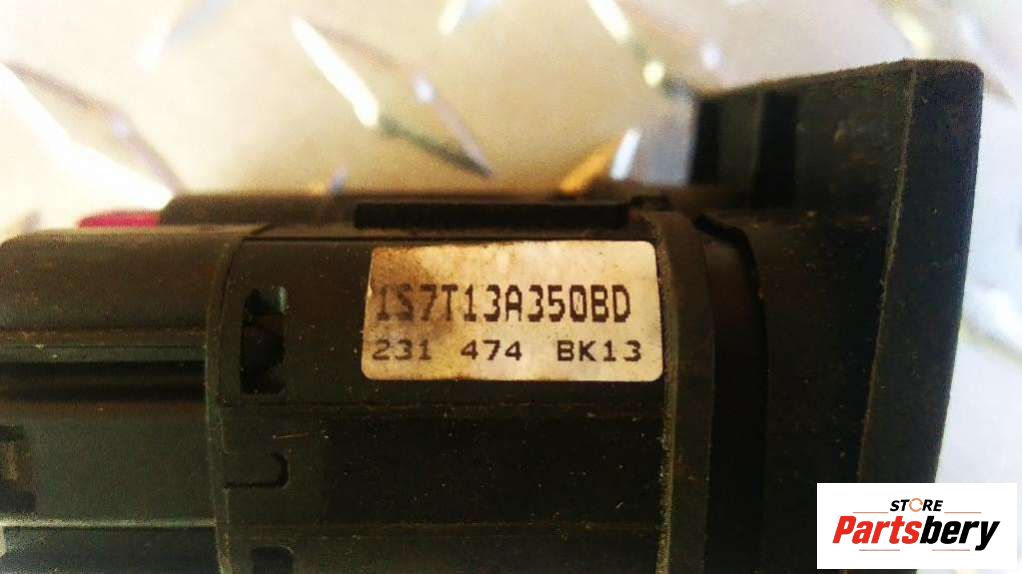 1S7T13A350BD
231 474 BK13
STORE
Partsbery